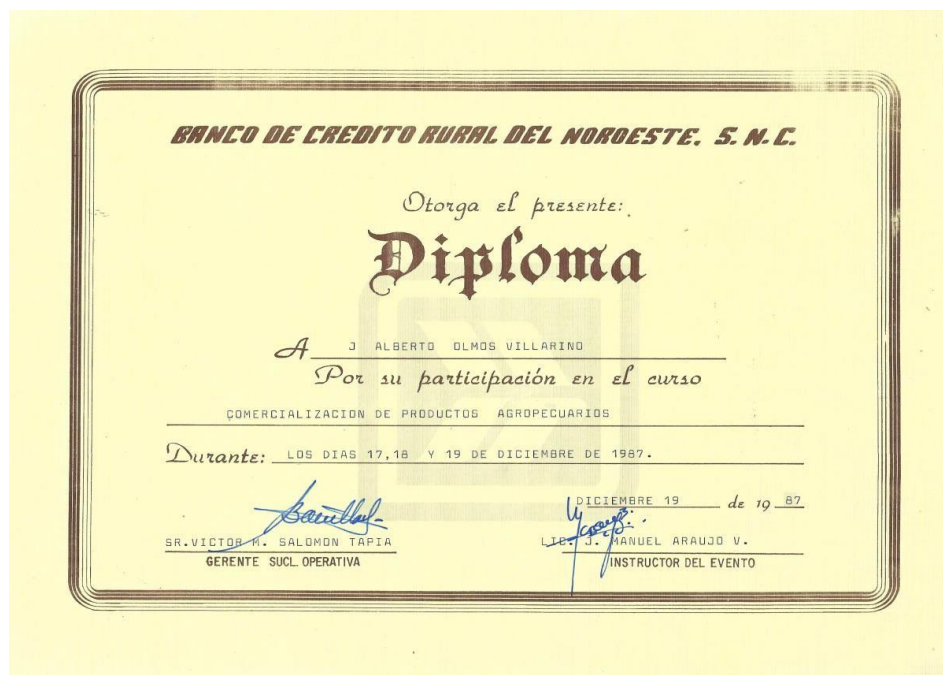 BANCO DE CREDITO RURAL DEL NOROESTE. S. N. C.
Otorga el presente:
Diploma
A J ALBERTO OLMOS VILLARINO
Por su participación en el curso
COMERCIALIZACION DE PRODUCTOS AGROPECUARIOS
Durante: LOS DIAS 17,18 Y 19 DE DICIEMBRE DE 1987.
DICIEMBRE 19 de 19 87
SR.VICTOR M. SALOMON TAPIA
GERENTE SUCL. OPERATIVA
LIC. J. MANUEL ARAUJO V.
INSTRUCTOR DEL EVENTO